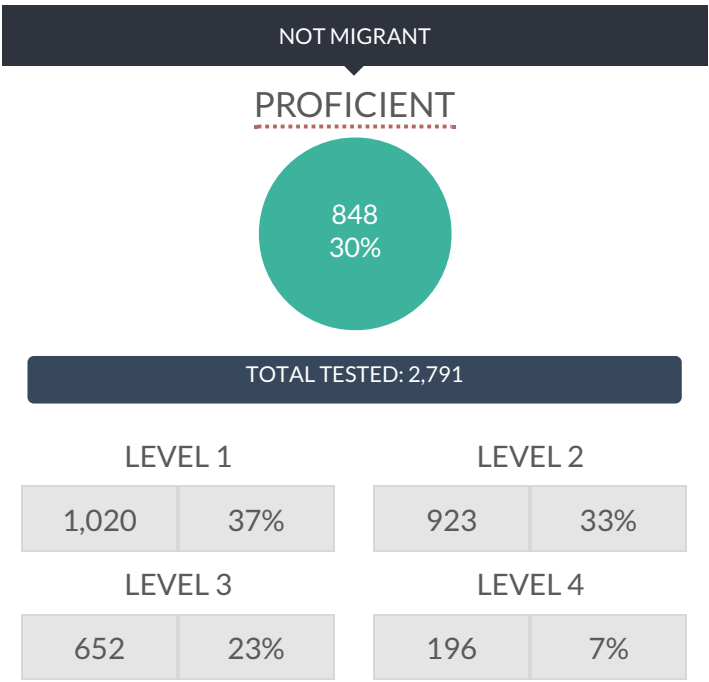 NOT MIGRANT
PROFICIENT
848
30%
TOTAL TESTED: 2,791
LEVEL 1
1,020 37%
LEVEL 2
923 33%
LEVEL 3
652 23%
LEVEL 4
196 7%